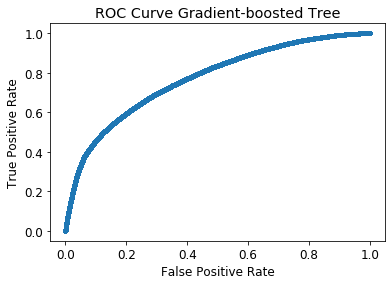 ROC Curve Gradient-boosted Tree
True Positive Rate
1.0
0.8
0.6
0.4
0.2
0.0
0.0 0.2 0.4 0.6 0.8 1.0
False Positive Rate